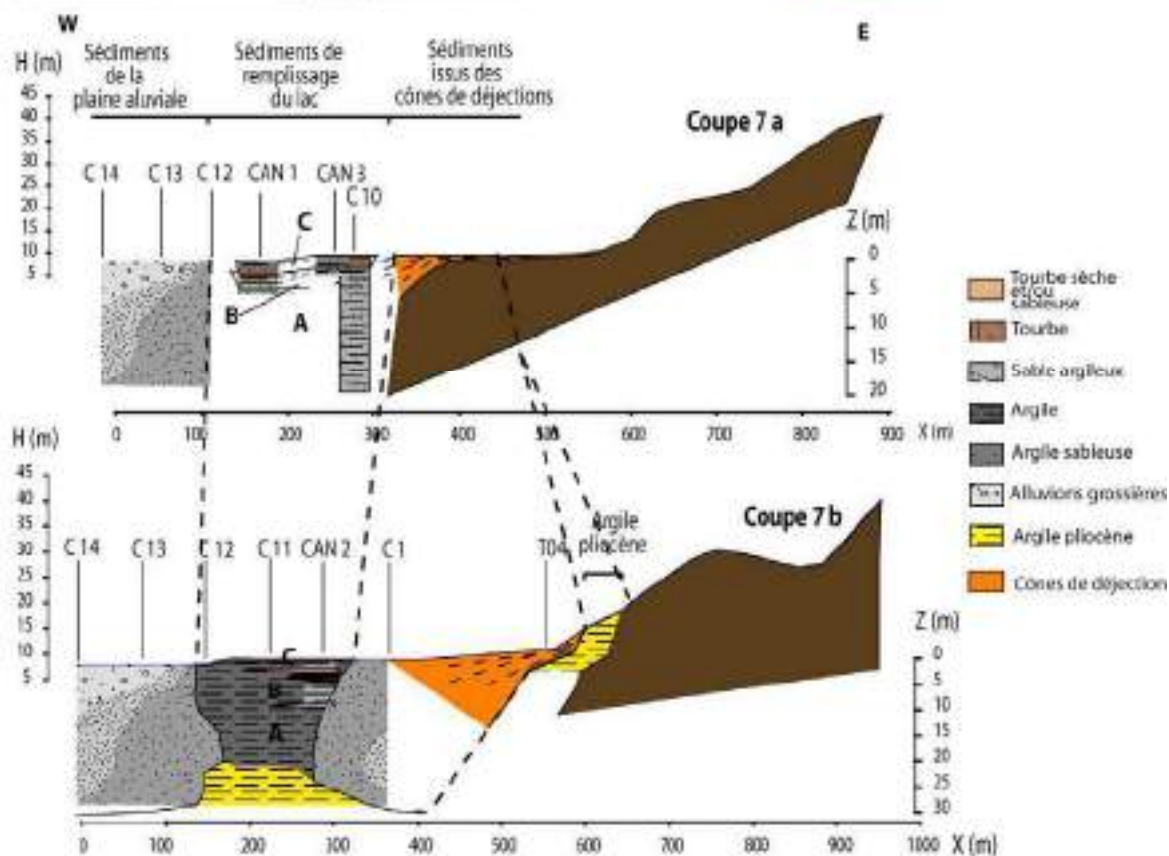 W
E
Sédiments
de la
plaine aluviale
Sédiments de
remplissage
du lac
Sédiments
issus des
cônes de déjections
H (m)
45
40
35
30
25
20
15
10
5
Coupe 7 a
C 14
C 13
C 12
CAN 1
CAN 3
C 10
C
B
A
Z (m)
0
5
10
15
20
0
100
200
300
400
500
600
700
800
900
X (m)
H (m)
45
40
35
30
25
20
15
10
5
Coupe 7 b
C 14
C 13
C 12
C 11
CAN 2
C 1
T04
Argile
pliocène
C
B
A
Z (m)
0
5
10
15
20
25
30
0
100
200
300
400
500
600
700
800
900
1000
X (m)
Tourbe sèche
et/ou
sableuse
Tourbe
Sable argileux
Argile
Argile sableuse
Alluvions grossières
Argile pliocène
Cônes de déjection